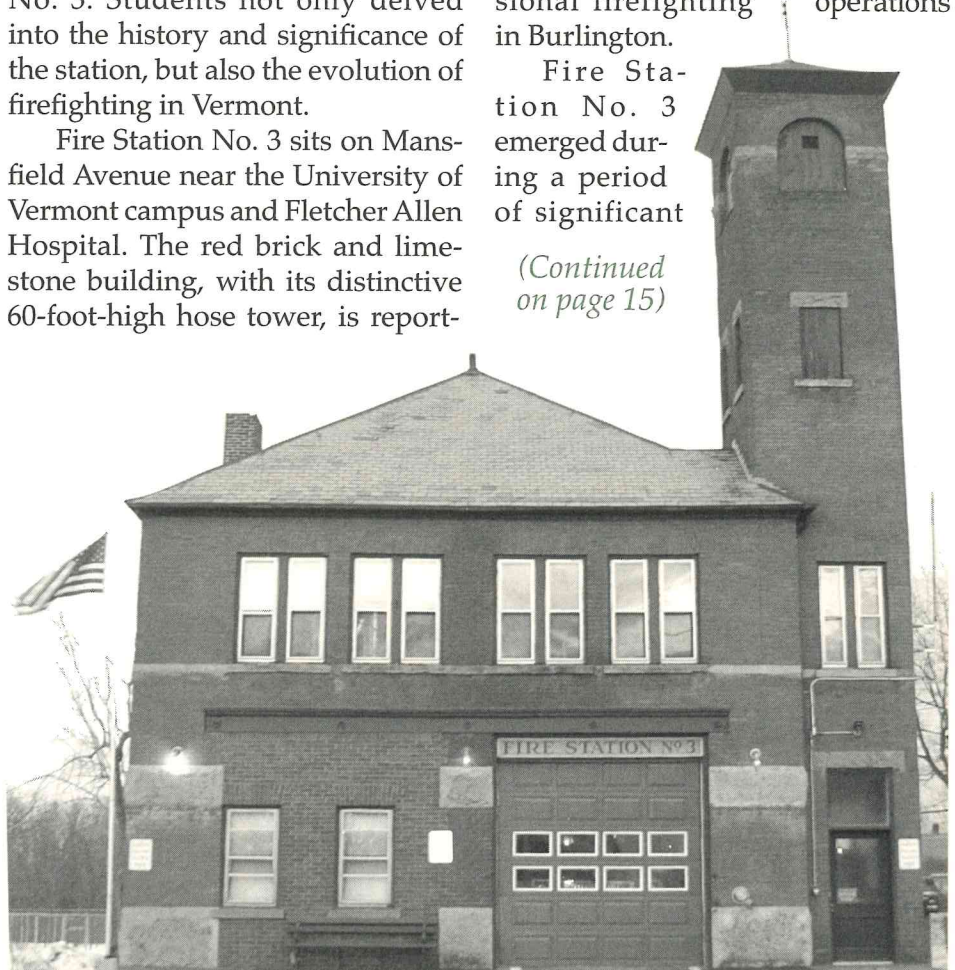 No. 3. Students not only delved
into the history and significance of
the station, but also the evolution of
firefighting in Vermont.
Fire Station No. 3 sits on Mans-
field Avenue near the University of
Vermont campus and Fletcher Allen
Hospital. The red brick and lime-
stone building, with its distinctive
60-foot-high hose tower, is report-
sional firefighting
in Burlington.
Fire Sta-
tion No. 3
emerged dur-
ing a period
of significant
(Continued
on page 15)
operations
FIRE STATION Nº 3